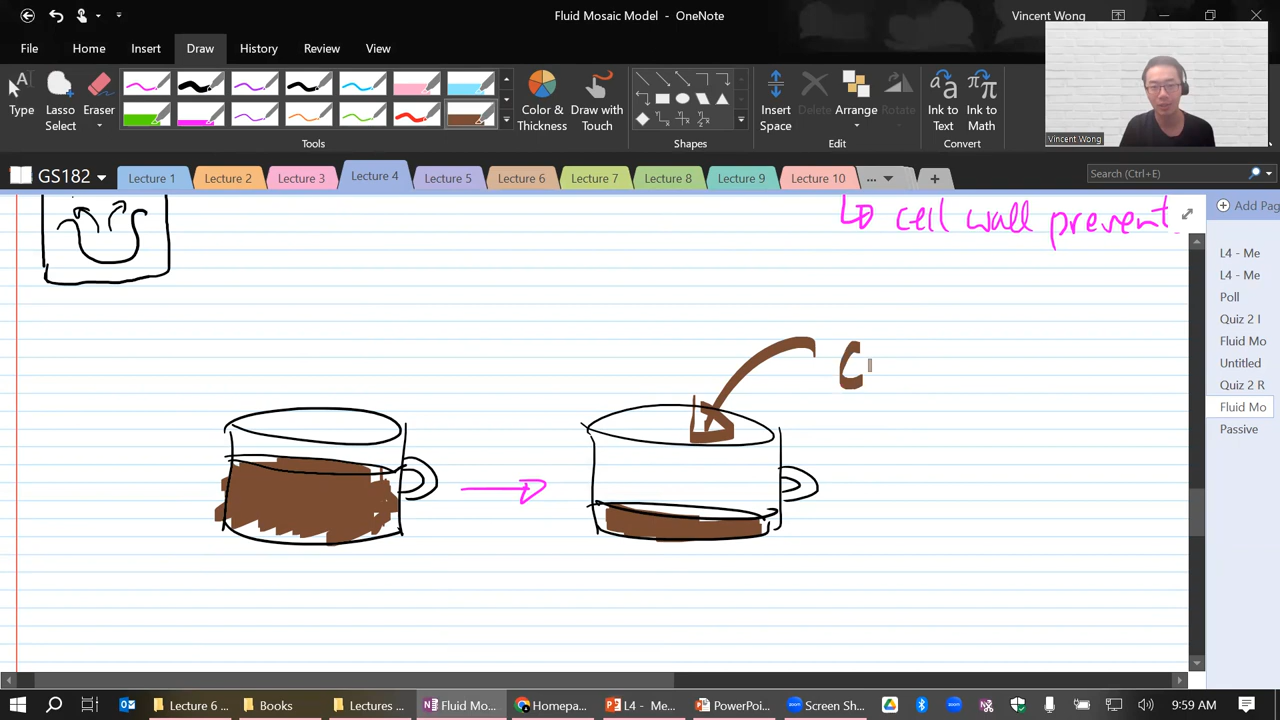 Fluid Mosaic Model - OneNote
Vincent Wong
File Home Insert Draw History Review View
Type
Lasso Select
Eraser
Color & Thickness
Draw with Touch
Insert Space
Delete
Arrange
Rotate
Ink to Text
Ink to Math
Vincent Wong
Tools
Shapes
Edit
Convert
GS182
Lecture 1
Lecture 2
Lecture 3
Lecture 4
Lecture 5
Lecture 6
Lecture 7
Lecture 8
Lecture 9
Lecture 10
...
Search (Ctrl+E)
Add Pag
↳ cell wall prevent
L4 - Me
L4 - Me
Poll
Quiz 2 I
Fluid Mo
Untitled
Quiz 2 R
Fluid Mo
Passive
C
Lecture 6 ...
Books
Lectures ...
Fluid Mo...
prepa...
L4 - Me...
PowerPoi...
Screen Sh...
9:59 AM